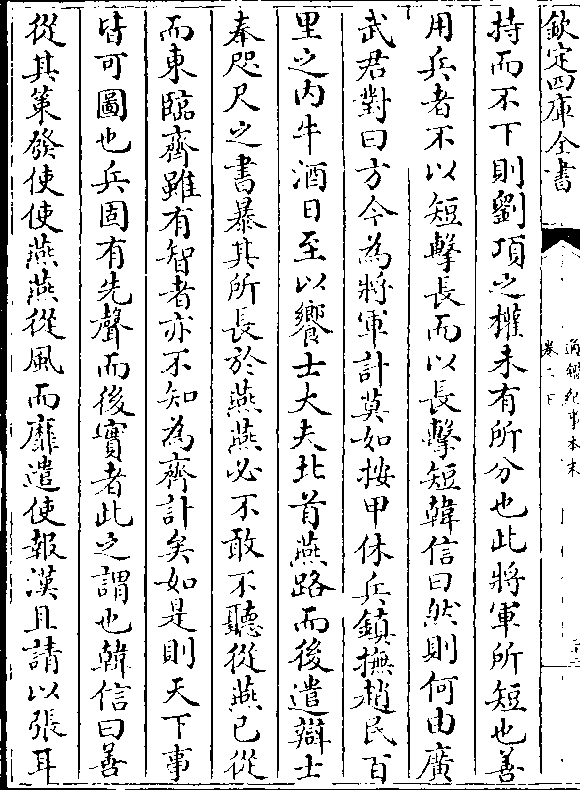 欽定四庫全書
通鑑紀事本末
持而不下則劉項之權未有所分也此將軍所短也善
用兵者不以短擊長而以長擊短韓信曰然則何由廣
武君對曰方今為將軍計莫如按甲休兵鎮撫趙民百
里之内牛酒日至以饗士大夫北首燕路而後遣辯士
奉咫尺之書暴其所長於燕燕必不敢不聽從燕已從
而東臨齊雖有智者亦不知為齊計矣如是則天下事
皆可圖也兵固有先聲而後實者此之謂也韓信曰善
從其策發使使燕燕從風而靡遣使報漢且請以張耳